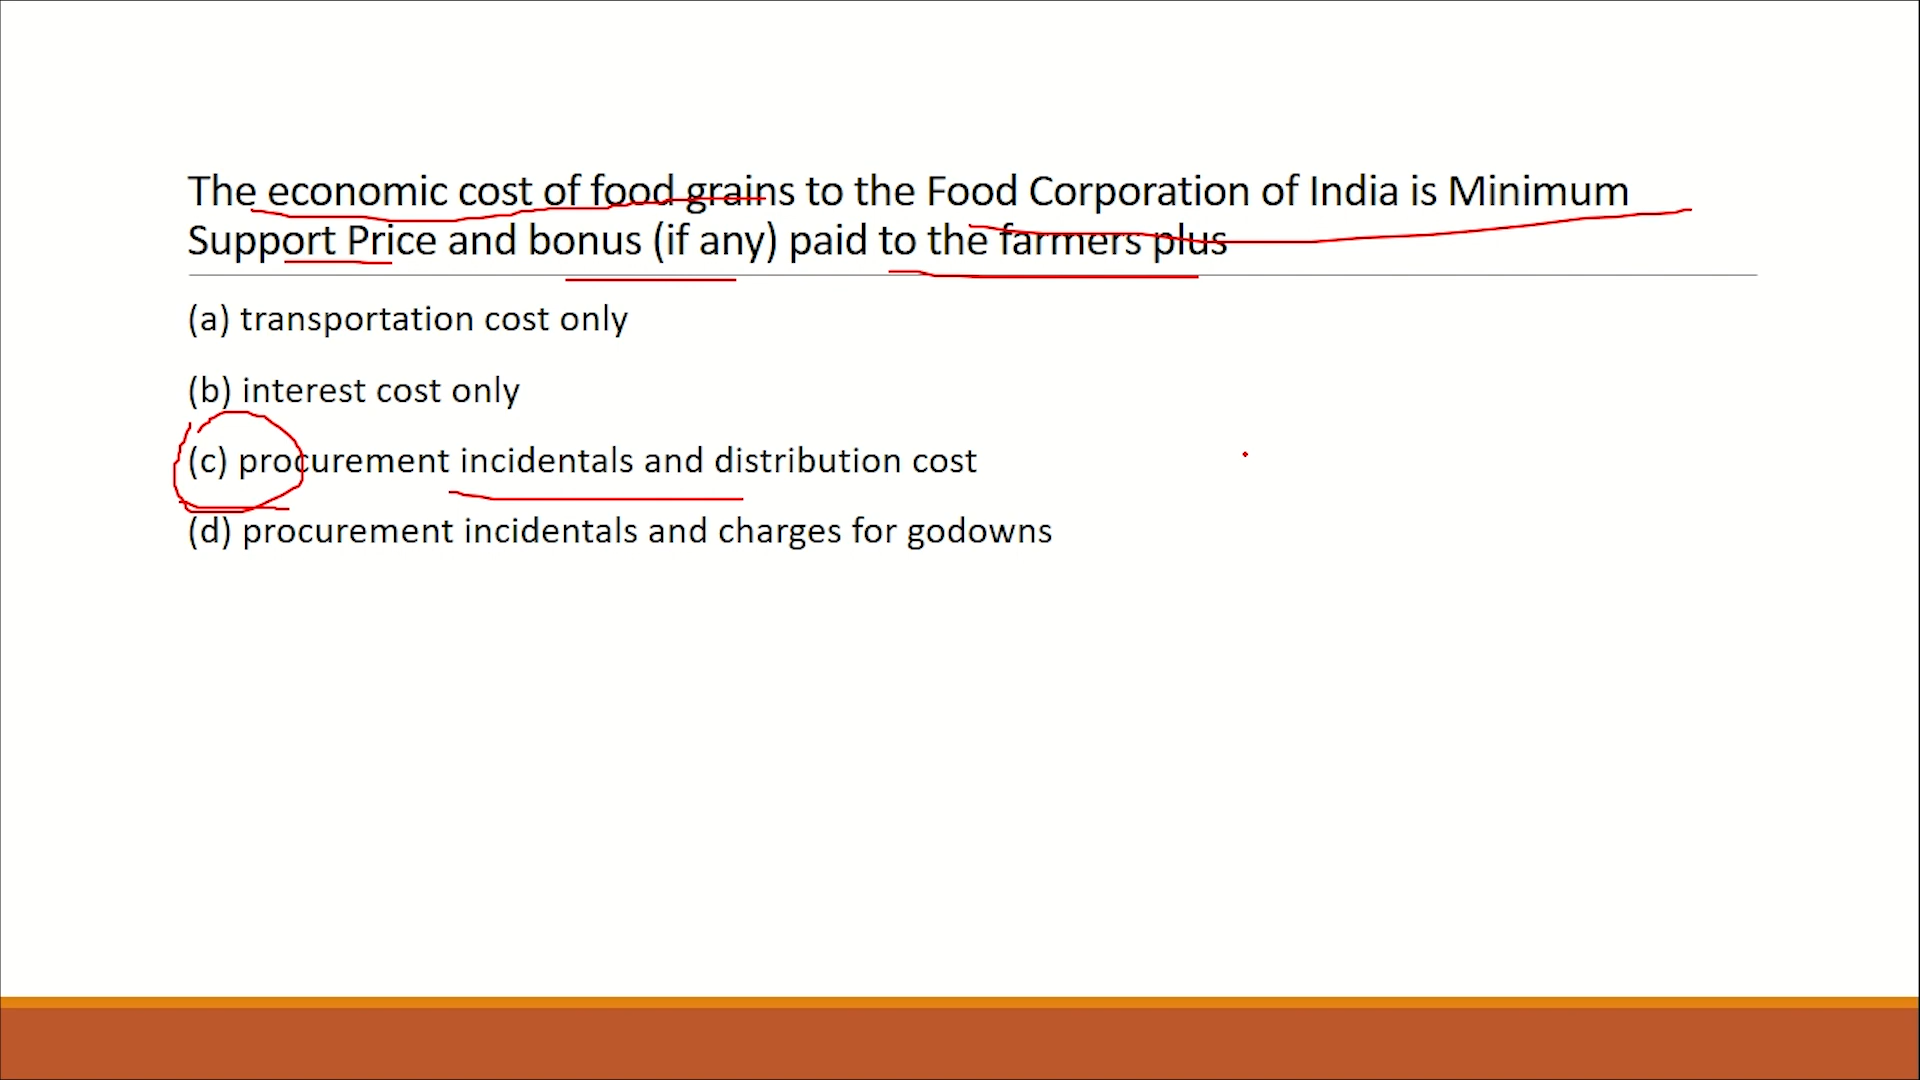 The economic cost of food grains to the Food Corporation of India is Minimum
Support Price and bonus (if any) paid to the farmers plus
(a) transportation cost only
(b) interest cost only
(c) procurement incidentals and distribution cost
(d) procurement incidentals and charges for godowns